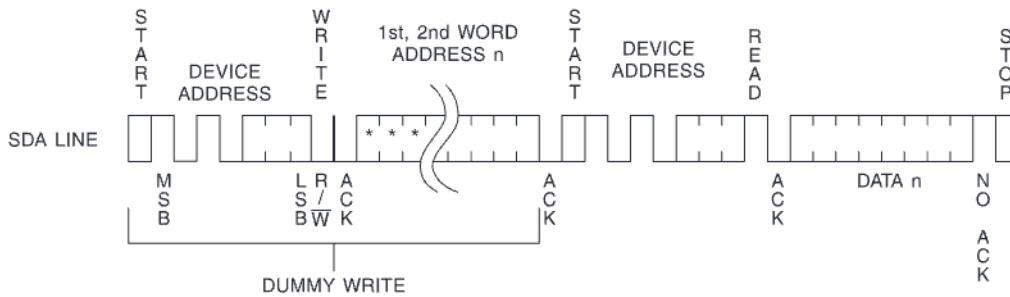 START
DEVICE
ADDRESS
WRITE
1st, 2nd WORD
ADDRESS n
START
DEVICE
ADDRESS
READ
STOP
SDA LINE
* * *
MSB
LSB
R/W
ACK
ACK
ACK
DATA n
NO ACK
DUMMY WRITE